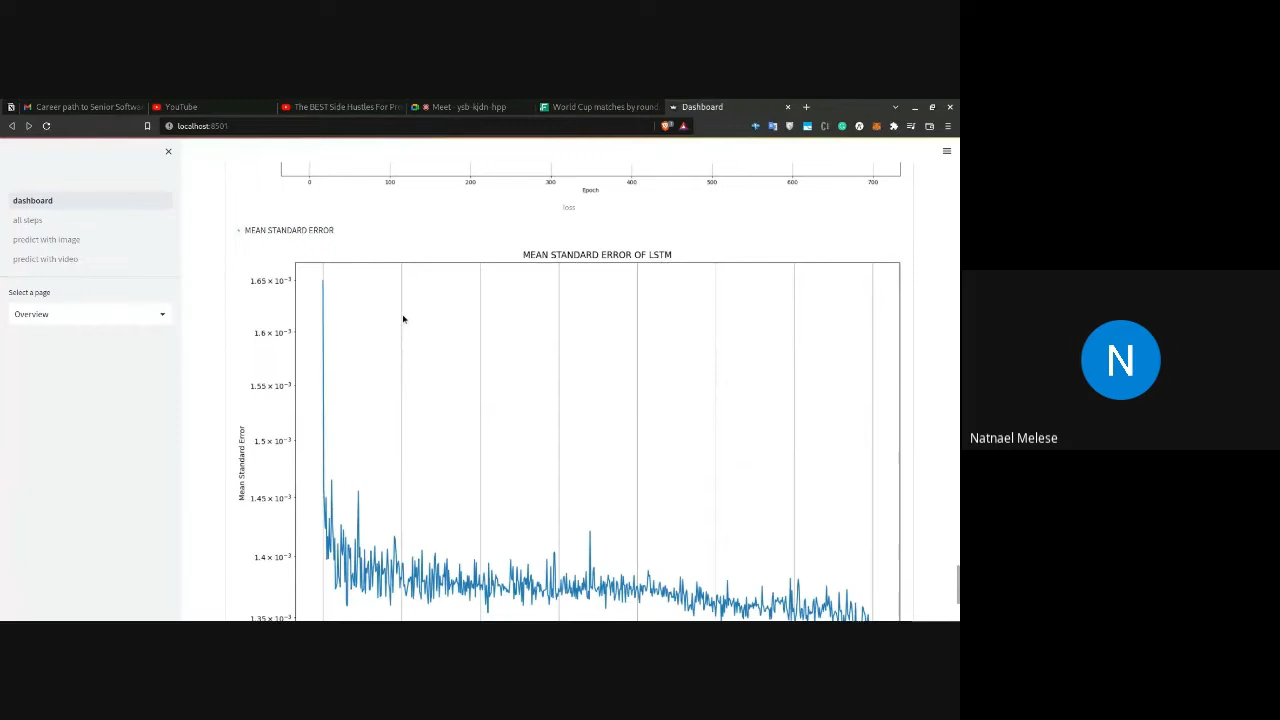 Career path to Senior Softwa
YouTube
The BEST Side Hustles For Pro
Meet - ysb-kjdn-hpp
World Cup matches by round
Dashboard
localhost:8501
dashboard
all steps
predict with image
predict with video
Select a page
Overview
0 100 200 300 400 500 600 700
Epoch
loss
MEAN STANDARD ERROR
MEAN STANDARD ERROR OF LSTM
1.65 × 10⁻³
1.6 × 10⁻³
1.55 × 10⁻³
1.5 × 10⁻³
1.45 × 10⁻³
1.4 × 10⁻³
1.35 × 10⁻³
Mean Standard Error
N
Natnael Melese